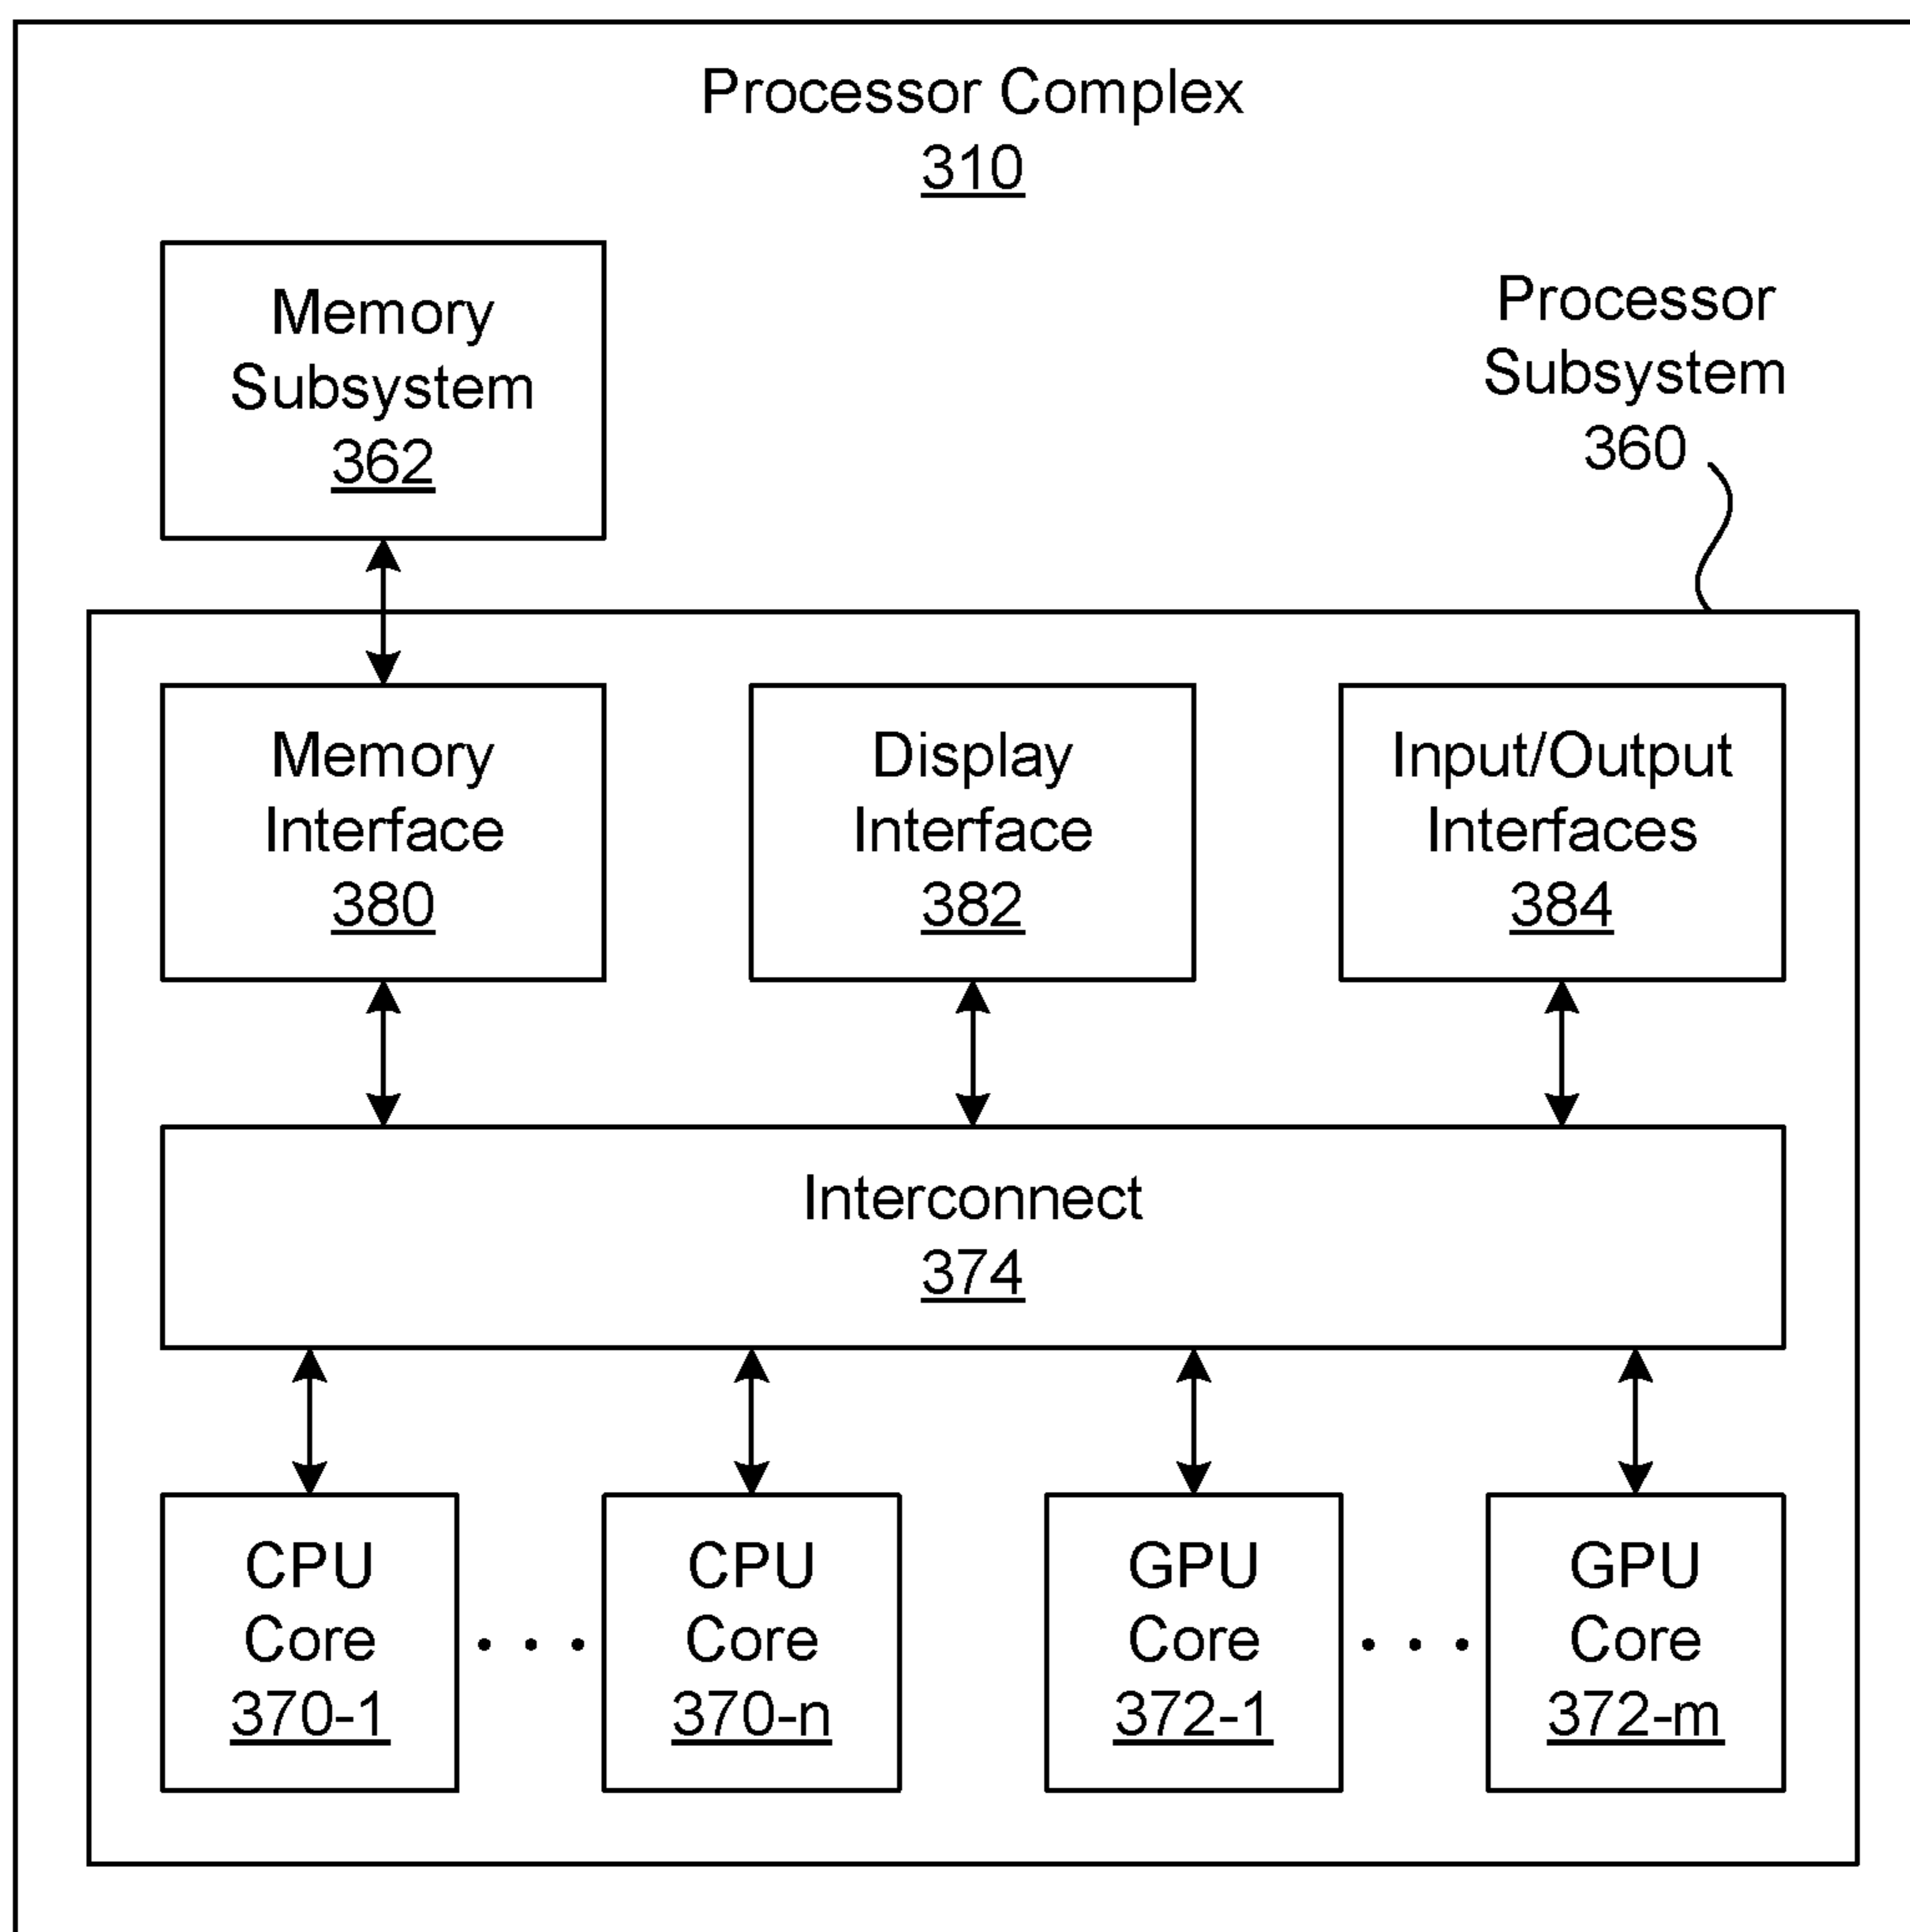 Processor Complex
310
Memory
Subsystem
362
Processor
Subsystem
360
Memory
Interface
380
Display
Interface
382
Input/Output
Interfaces
384
Interconnect
374
CPU
Core
370-1
CPU
Core
370-n
GPU
Core
372-1
GPU
Core
372-m